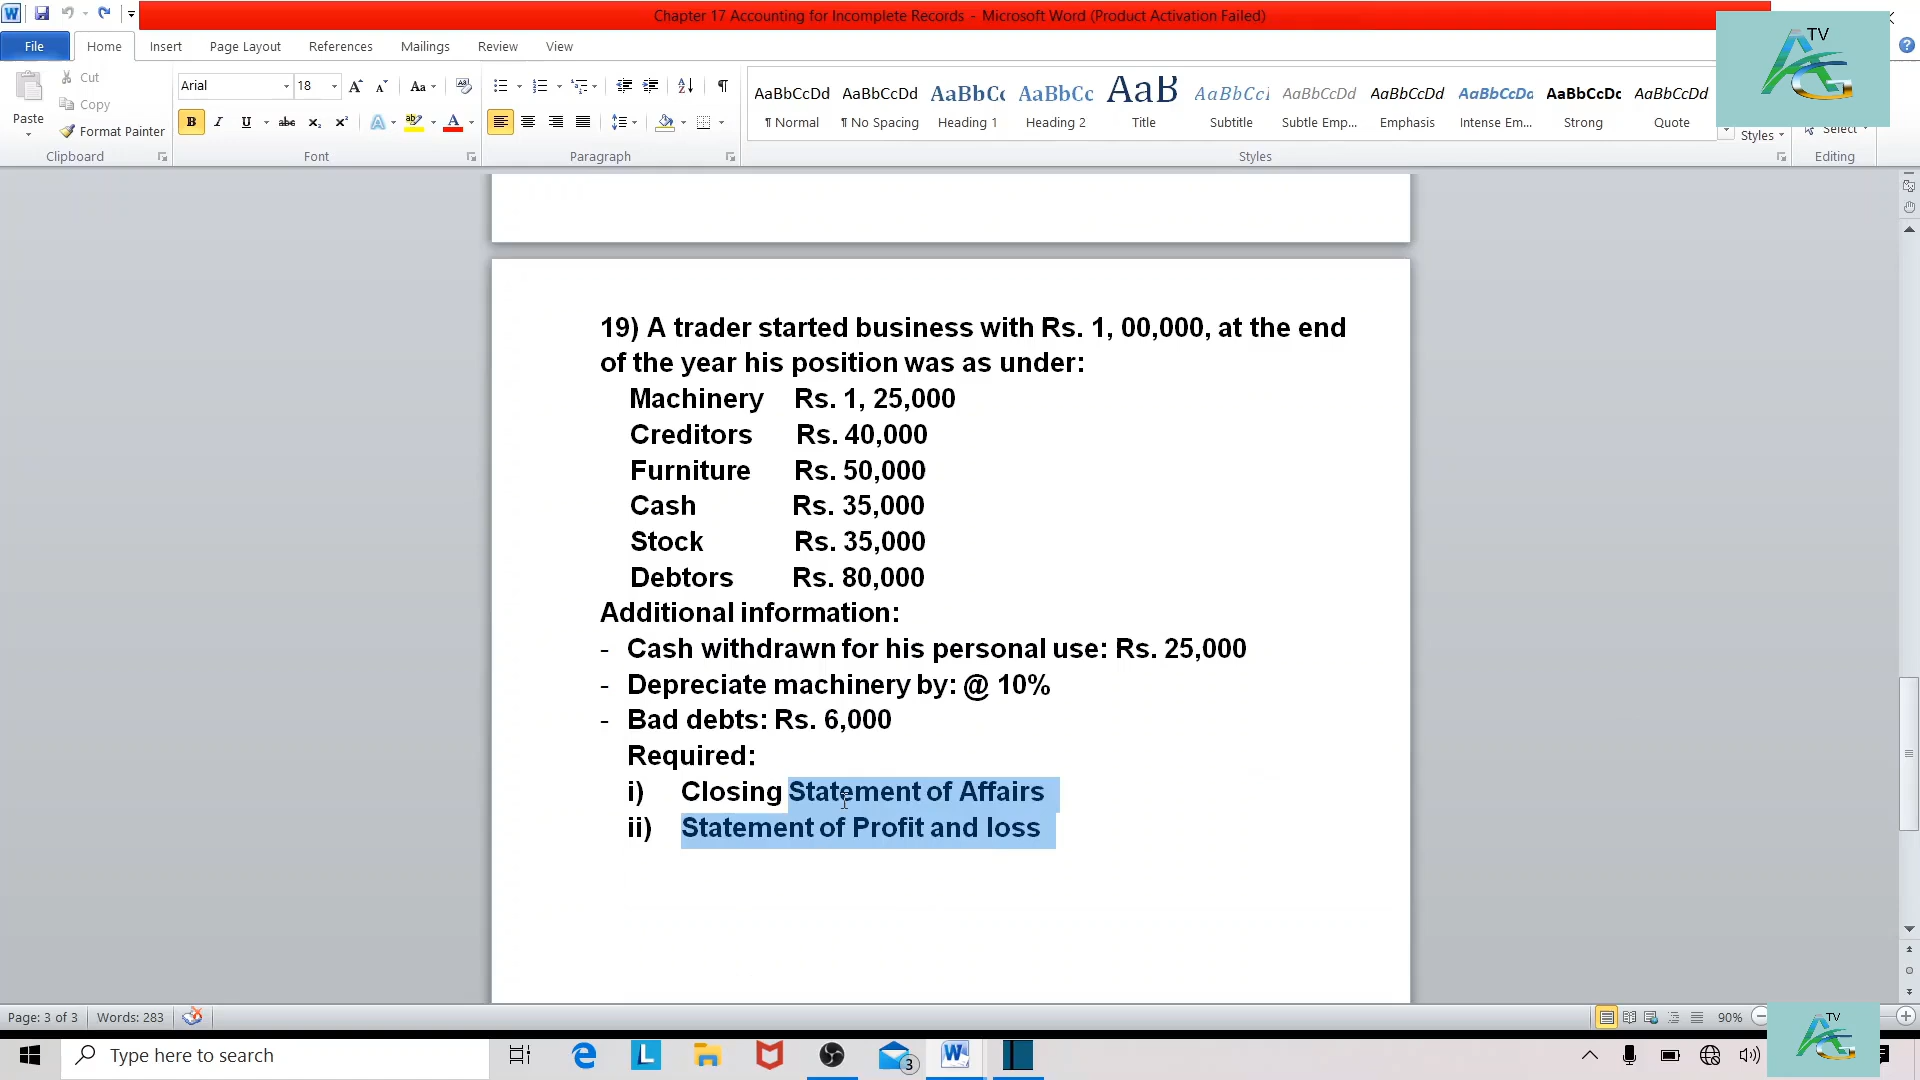 Chapter 17 Accounting for Incomplete Records - Microsoft Word (Product Activation Failed)
TV
File Home Insert Page Layout References Mailings Review View
Paste
Cut
Copy
Format Painter
Clipboard
Arial 18
Font
Paragraph
AaBbCcDd AaBbCcDd AaBbCc AaBbCc AaB AaBbCcI AaBbCcDd AaBbCcDd AaBbCcDd AaBbCcDc AaBbCcDd
¶ Normal ¶ No Spacing Heading 1 Heading 2 Title Subtitle Subtle Emp... Emphasis Intense Em... Strong Quote
Styles
Styles
Select
Editing
19) A trader started business with Rs. 1, 00,000, at the end
of the year his position was as under:
Machinery Rs. 1, 25,000
Creditors Rs. 40,000
Furniture Rs. 50,000
Cash Rs. 35,000
Stock Rs. 35,000
Debtors Rs. 80,000
Additional information:
- Cash withdrawn for his personal use: Rs. 25,000
- Depreciate machinery by: @ 10%
- Bad debts: Rs. 6,000
Required:
i) Closing Statement of Affairs
ii) Statement of Profit and loss
Page: 3 of 3 Words: 283
90%
TV
Type here to search
3